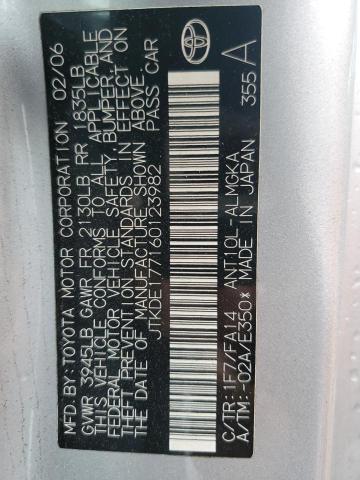 MFD.BY:TOYOTA MOTOR CORPORATION 02/06
GVWR 3945LB GAWR FR 2130LB RR 1835LB
THIS VEHICLE CONFORMS TO ALL APPLICABLE
FEDERAL MOTOR VEHICLE SAFETY, BUMPER, AND
THEFT PREVENTION STANDARDS IN EFFECT ON
THE DATE OF MANUFACTURE SHOWN ABOVE.
JTKDE177160123982 PASS CAR
C/TR:1F7/FA14 ANT10L-ALMGKA 355 A
A/TM:-02A/E350* MADE IN JAPAN